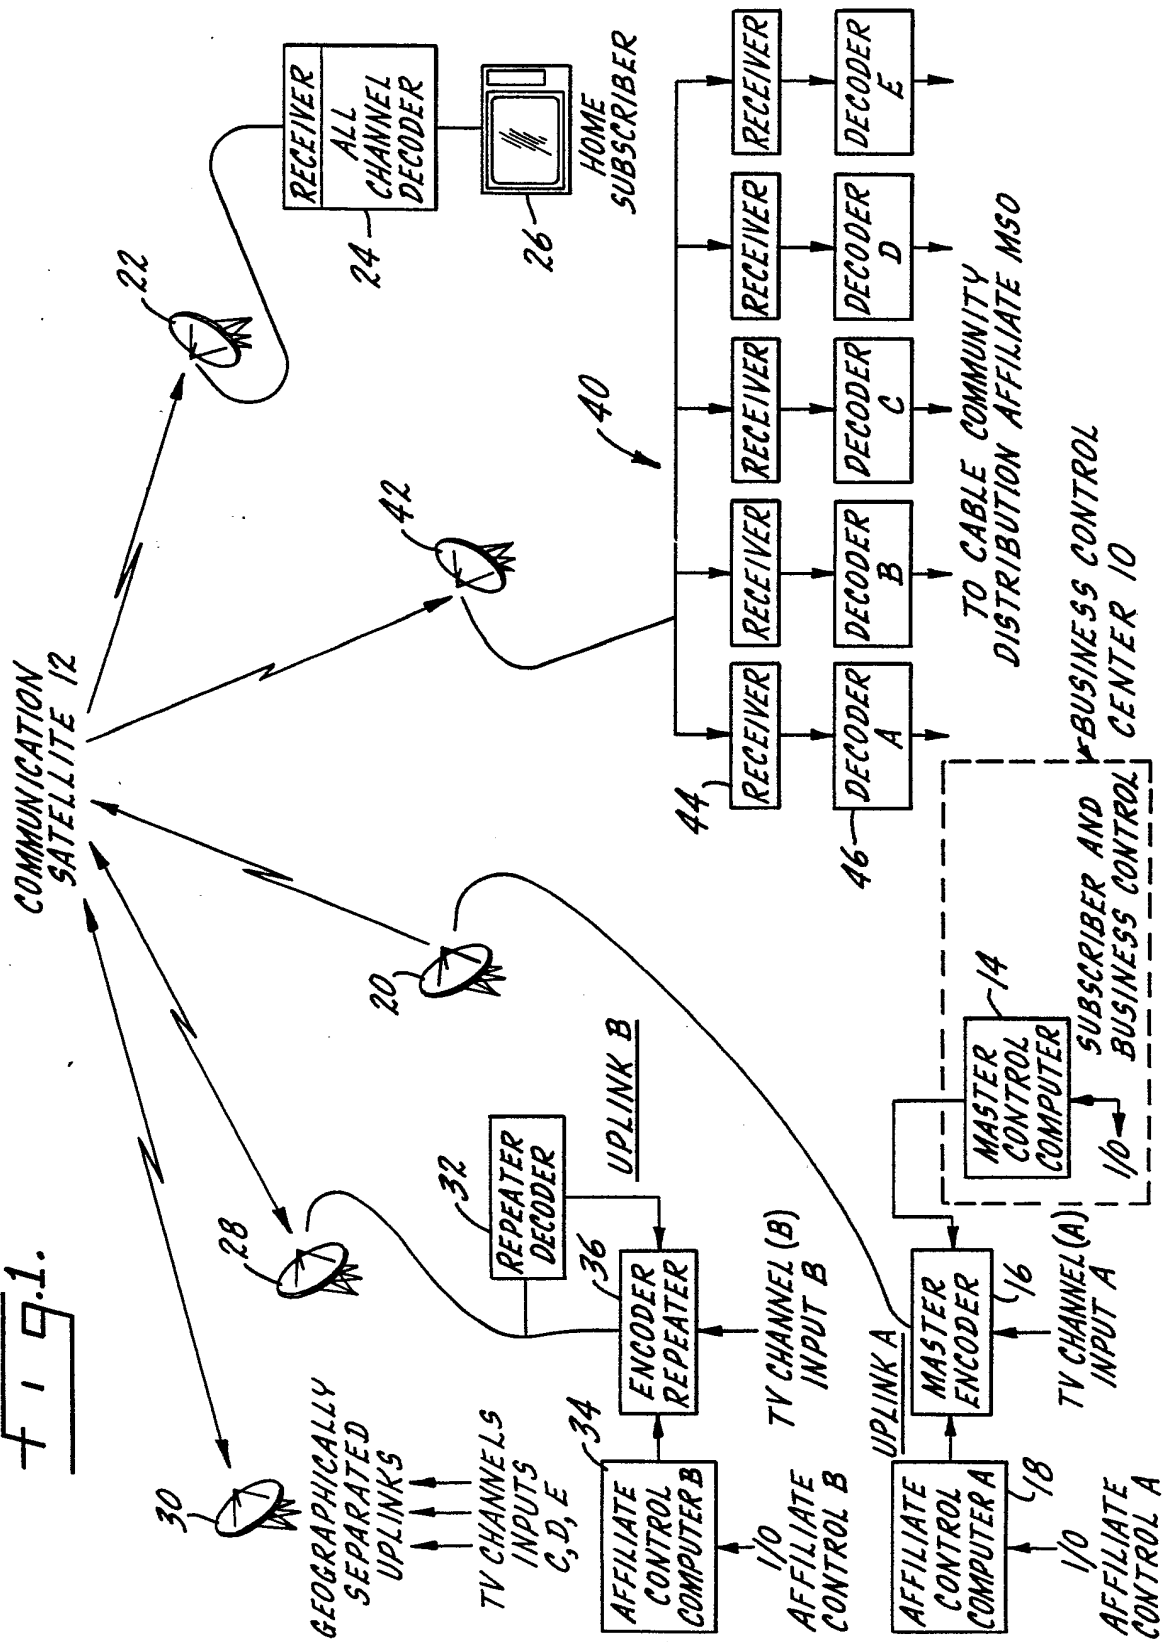 Fig.1.
COMMUNICATION
SATELLITE 12
30
GEOGRAPHICALLY
SEPARATED
UPLINKS
TV CHANNELS
INPUTS
C,D,E
28
REPEATER
DECODER
32
UPLINK B
34
AFFILIATE
CONTROL
COMPUTER B
ENCODER
REPEATER
36
I/O
AFFILIATE
CONTROL B
TV CHANNEL (B)
INPUT B
20
22
RECEIVER
ALL
CHANNEL
DECODER
24
26
HOME
SUBSCRIBER
42
40
44
RECEIVER
RECEIVER
RECEIVER
RECEIVER
RECEIVER
46
DECODER
A
DECODER
B
DECODER
C
DECODER
D
DECODER
E
TO CABLE COMMUNITY
DISTRIBUTION AFFILIATE MSO
UPLINK A
AFFILIATE
CONTROL
COMPUTER A
18
MASTER
ENCODER
16
I/O
AFFILIATE
CONTROL A
TV CHANNEL (A)
INPUT A
MASTER
CONTROL
COMPUTER
14
I/O
SUBSCRIBER AND
BUSINESS CONTROL
BUSINESS CONTROL
CENTER 10